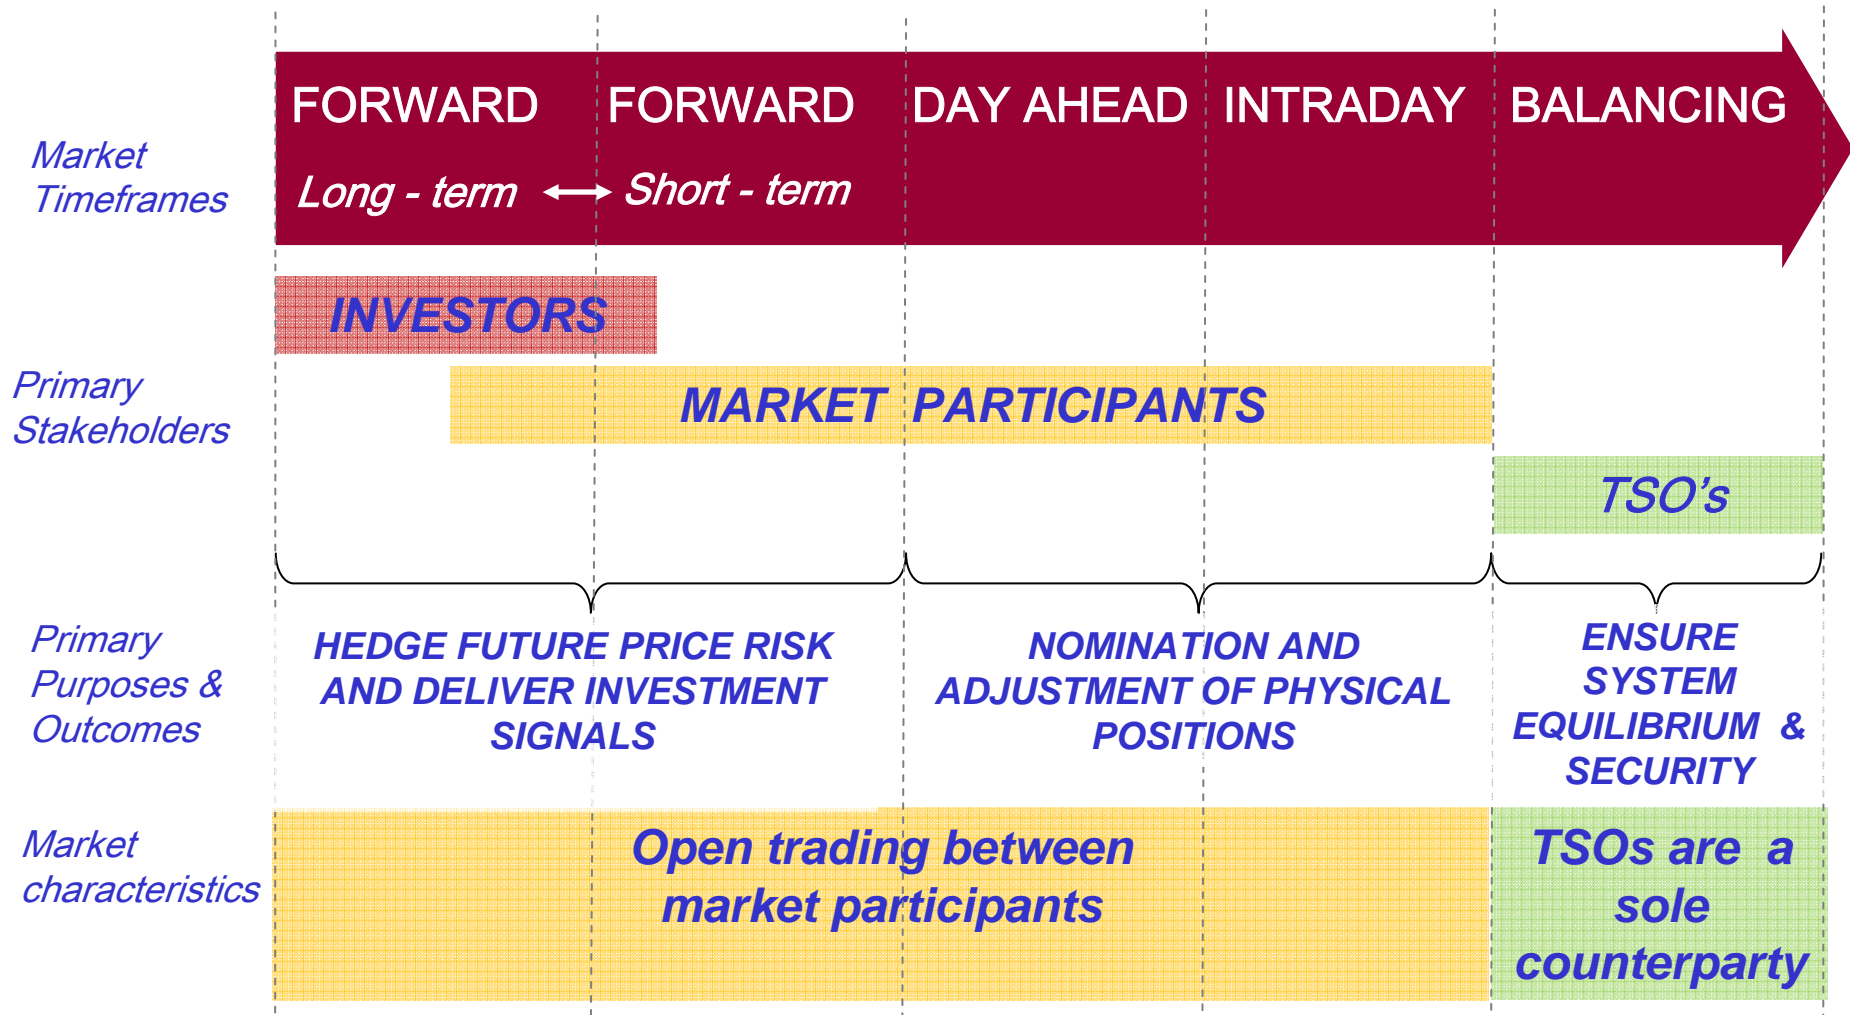 FORWARD
FORWARD
DAY AHEAD
INTRADAY
BALANCING
Market
Timeframes
Long - term
Short - term
INVESTORS
Primary
Stakeholders
MARKET PARTICIPANTS
TSO's
Primary
Purposes &
Outcomes
HEDGE FUTURE PRICE RISK
AND DELIVER INVESTMENT
SIGNALS
NOMINATION AND
ADJUSTMENT OF PHYSICAL
POSITIONS
ENSURE
SYSTEM
EQUILIBRIUM &
SECURITY
Market
characteristics
Open trading between
market participants
TSOs are a
sole
counterparty